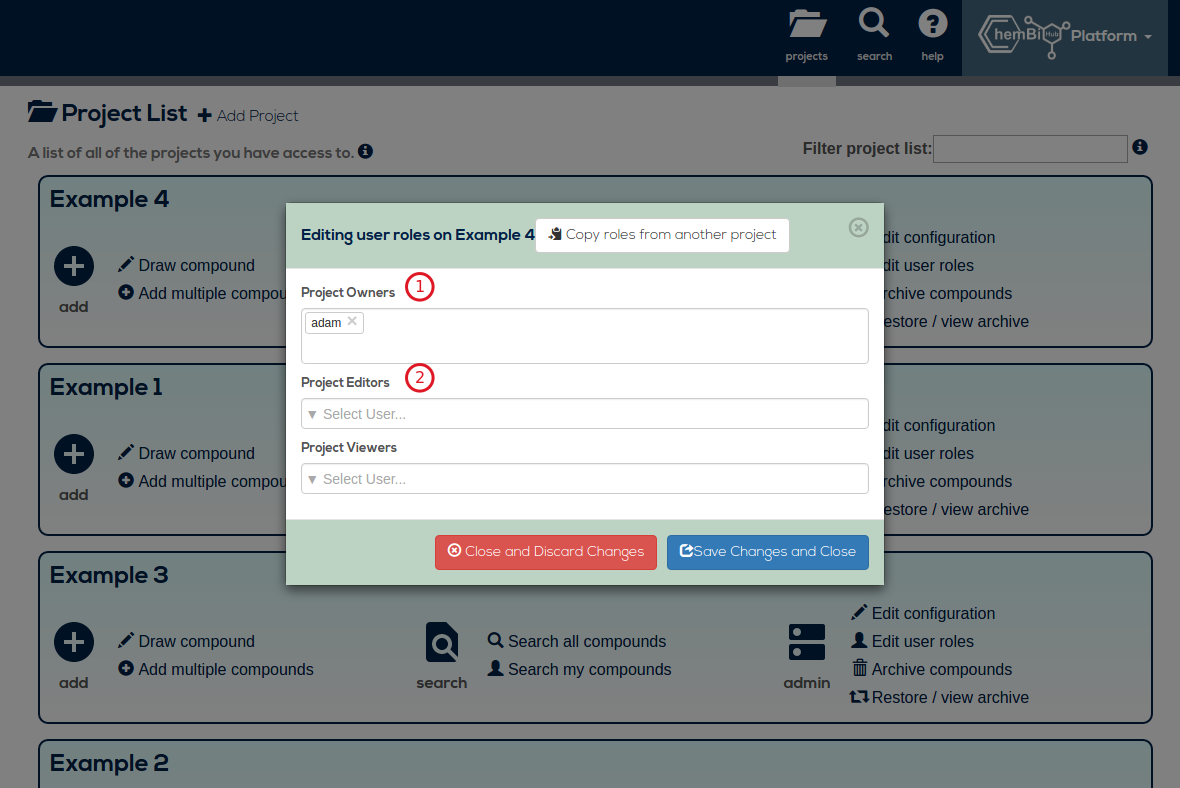 projects
search
help
hemBi Hub Platform
Project List
Add Project
A list of all of the projects you have access to.
Filter project list:
Example 4
add
Draw compound
Add multiple compou
dit configuration
dit user roles
rchive compounds
estore / view archive
Editing user roles on Example 4
Copy roles from another project
Project Owners
1
adam
Project Editors
2
Select User...
Project Viewers
Select User...
Close and Discard Changes
Save Changes and Close
Example 1
add
Draw compound
Add multiple compou
dit configuration
dit user roles
rchive compounds
estore / view archive
Example 3
add
Draw compound
Add multiple compounds
search
Search all compounds
Search my compounds
admin
Edit configuration
Edit user roles
Archive compounds
Restore / view archive
Example 2